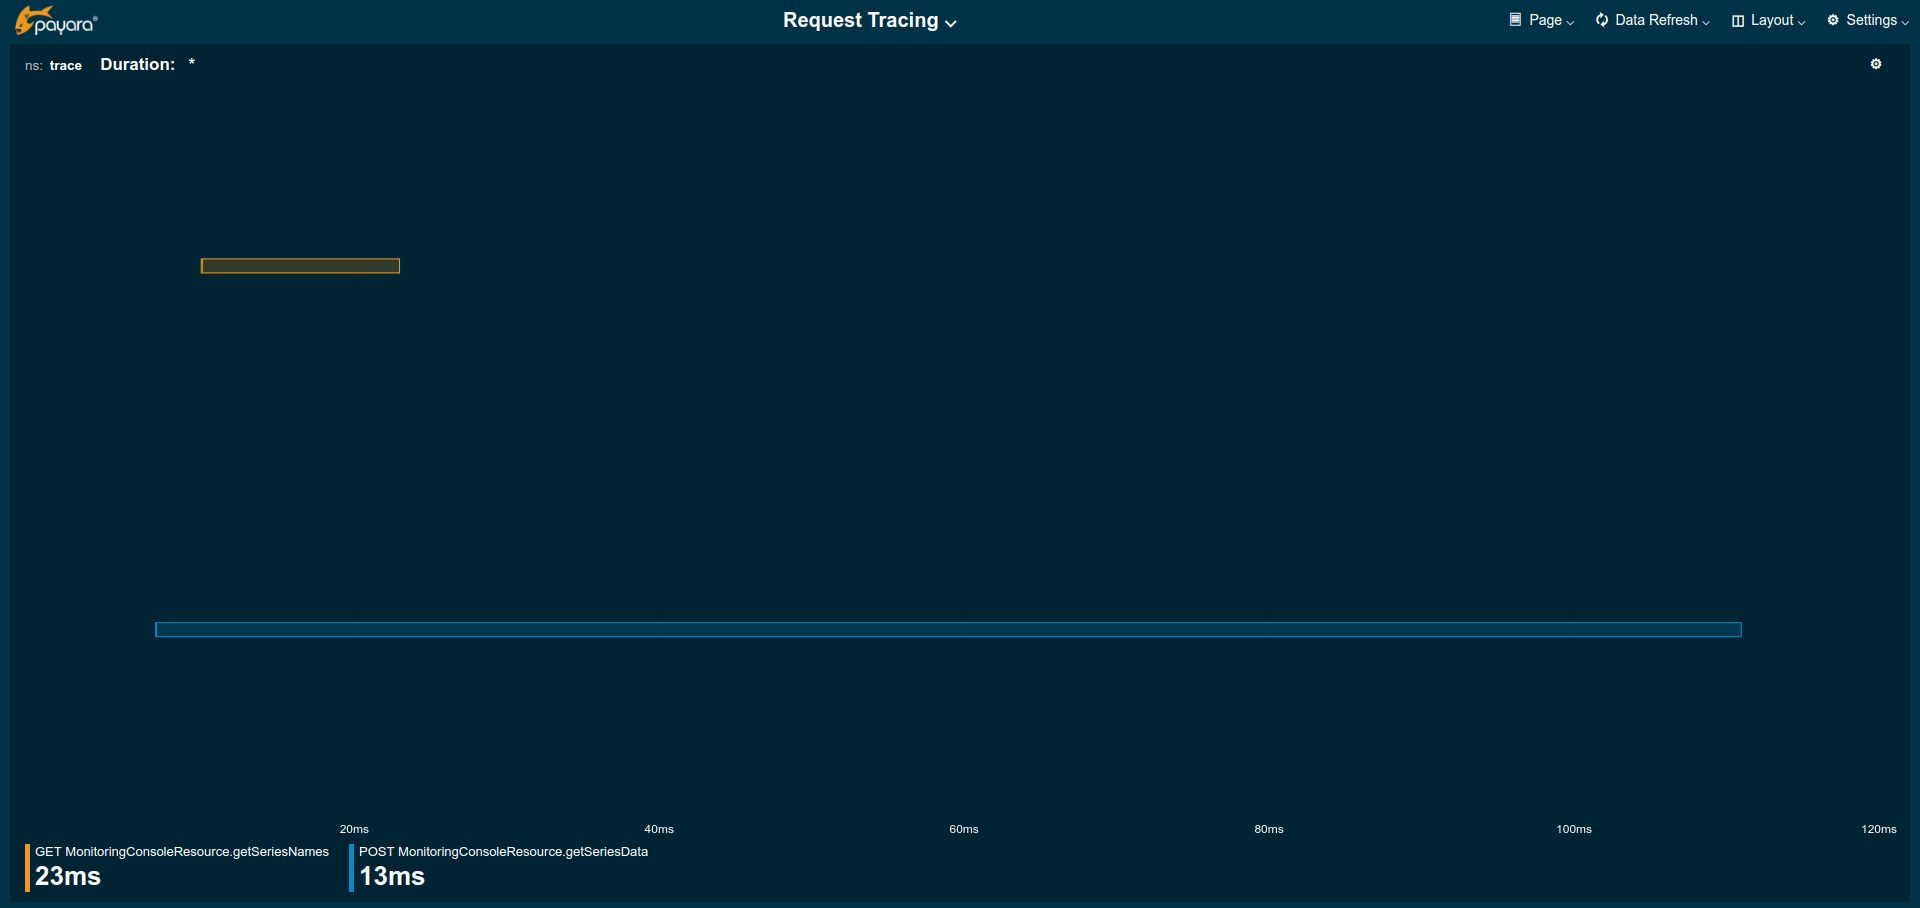 payara®
Request Tracing
Page
Data Refresh
Layout
Settings
ns: trace Duration: *
20ms 40ms 60ms 80ms 100ms 120ms
GET MonitoringConsoleResource.getSeriesNames
23ms
POST MonitoringConsoleResource.getSeriesData
13ms